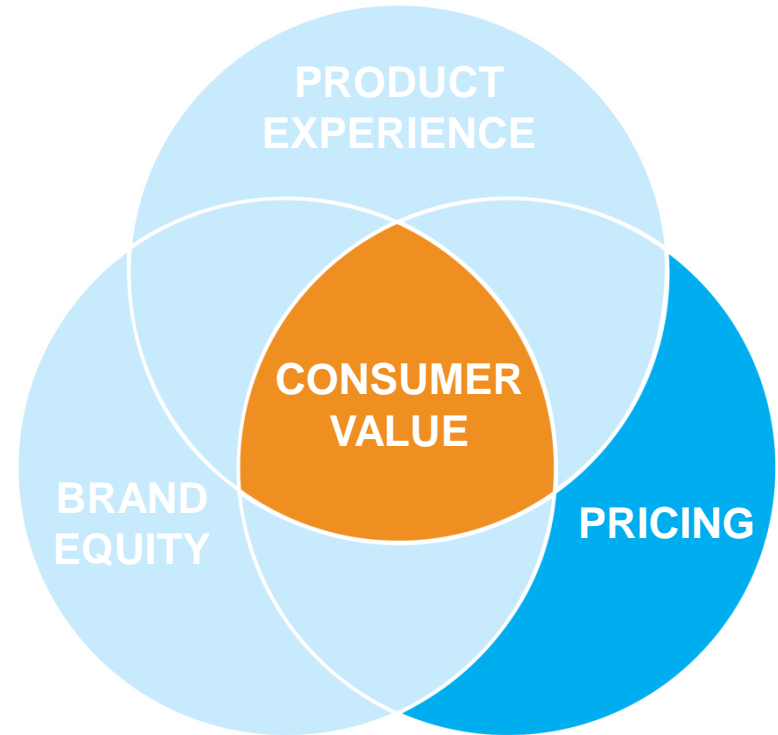 PRODUCT
EXPERIENCE
CONSUMER
VALUE
BRAND
EQUITY
PRICING